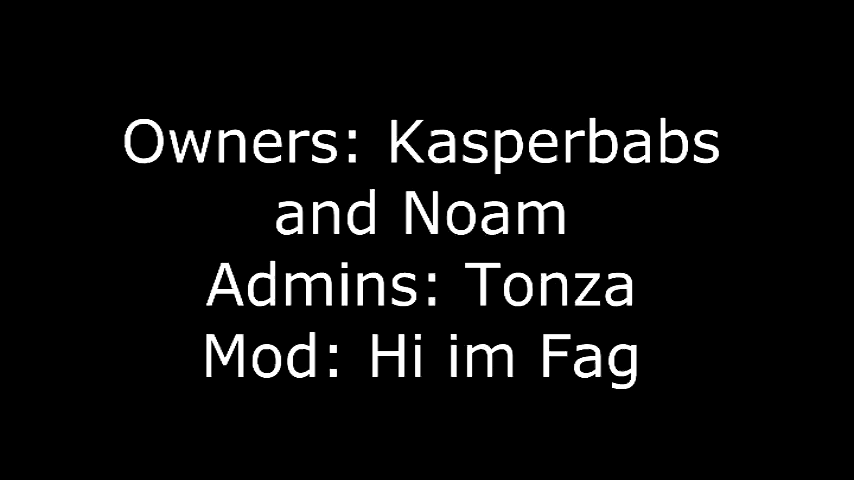 Owners: Kasperbabs
and Noam
Admins: Tonza
Mod: Hi im Fag